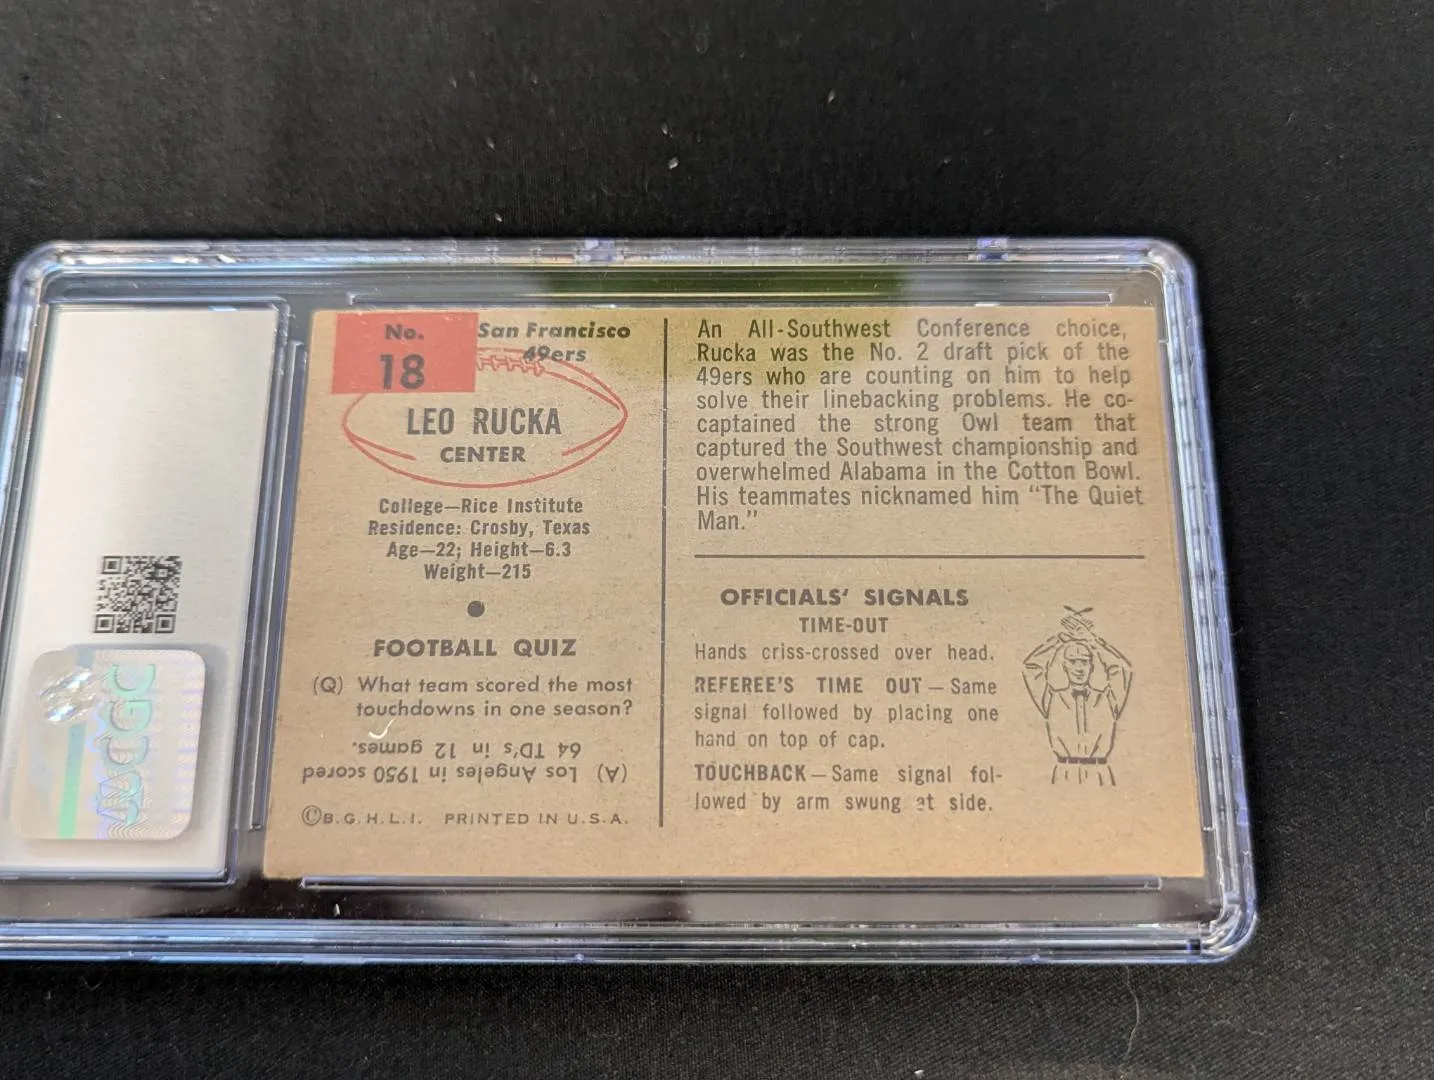 No.
18
San Francisco
49ers
LEO RUCKA
CENTER
College—Rice Institute
Residence: Crosby, Texas
Age—22; Height—6.3
Weight—215
FOOTBALL QUIZ
(Q) What team scored the most
touchdowns in one season?
(A) Los Angeles in 1950 scored
64 TD's in 12 games.
©B.G.H.L.I. PRINTED IN U.S.A.
An All-Southwest Conference choice,
Rucka was the No. 2 draft pick of the
49ers who are counting on him to help
solve their linebacking problems. He co-
captained the strong Owl team that
captured the Southwest championship and
overwhelmed Alabama in the Cotton Bowl.
His teammates nicknamed him "The Quiet
Man."
OFFICIALS' SIGNALS
TIME-OUT
Hands criss-crossed over head.
REFEREE'S TIME OUT—Same
signal followed by placing one
hand on top of cap.
TOUCHBACK—Same signal fol-
lowed by arm swung at side.